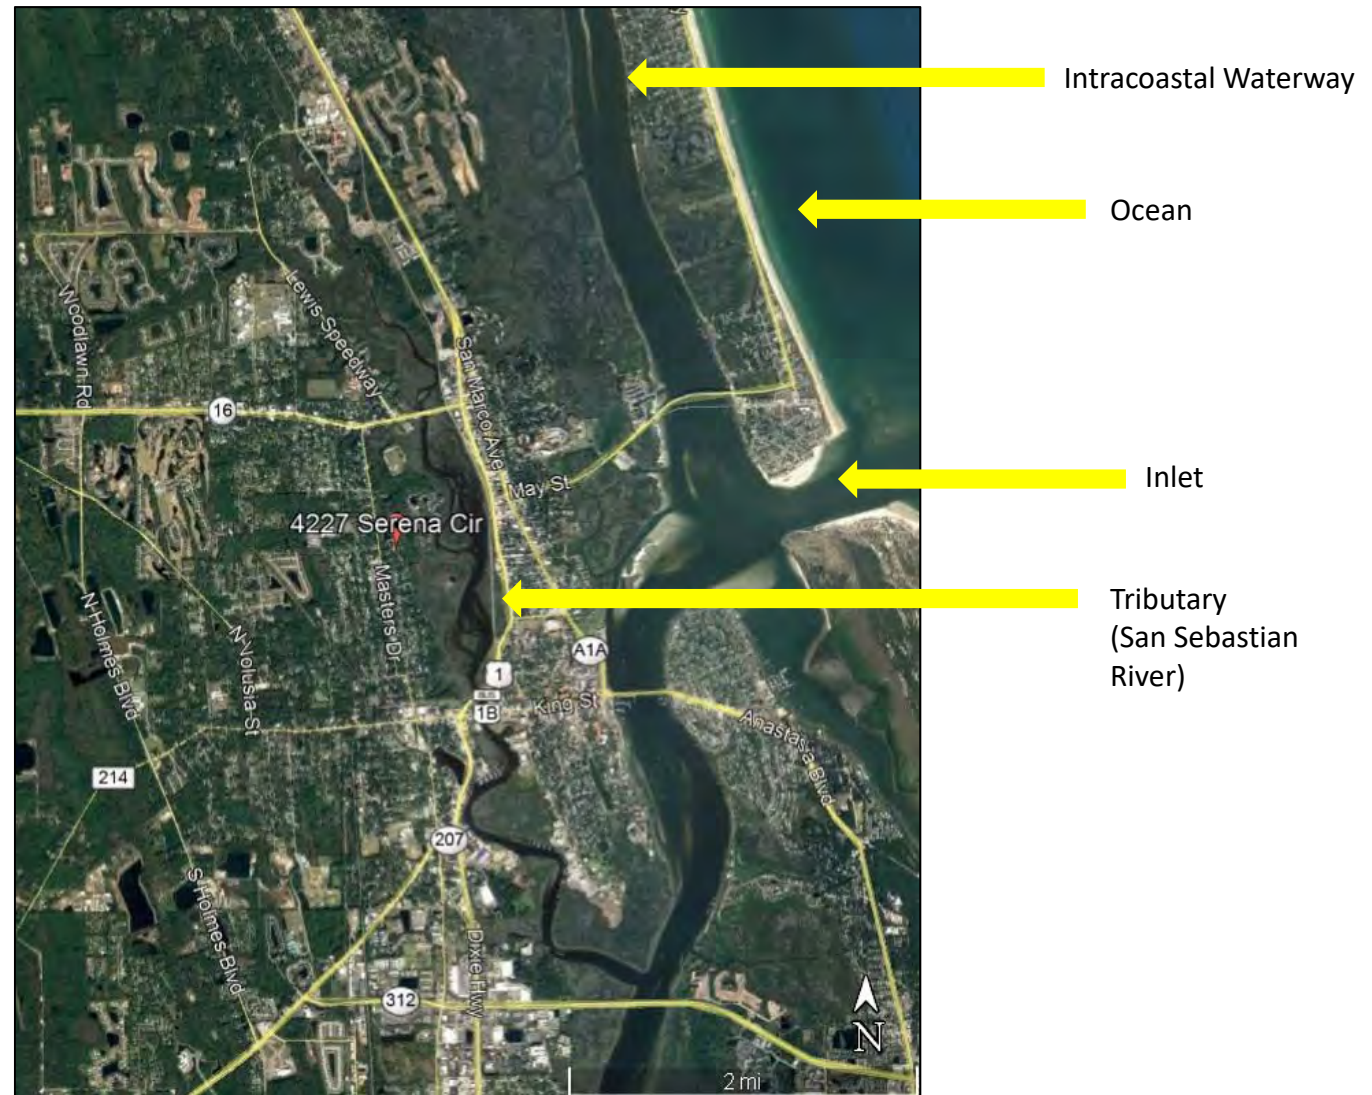 Intracoastal Waterway
Ocean
Inlet
Tributary
(San Sebastian
River)
Woodlawn Rd
Lewis Speedway
San Marco Ave
16
May St
4227 Serena Cir
Masters Dr
N Holmes Blvd
N Volusia St
A1A
1
BUS
1B
King St
Anastasia Blvd
214
207
S Holmes Blvd
Dixie Hwy
312
N
2 mi